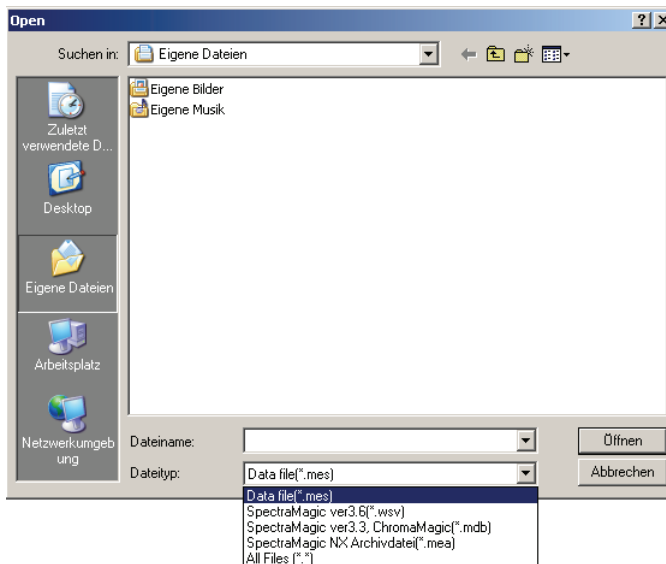 Open
Suchen in: Eigene Dateien
Eigene Bilder
Eigene Musik
Zuletzt
verwendete D...
Desktop
Eigene Dateien
Arbeitsplatz
Netzwerkumgeb
ung
Dateiname:
Öffnen
Dateityp: Data file(*.mes)
Abbrechen
Data file(*.mes)
SpectraMagic ver3.6(*.wsv)
SpectraMagic ver3.3, ChromaMagic(*.mdb)
SpectraMagic NX Archivdatei(*.mea)
All Files (*.*)